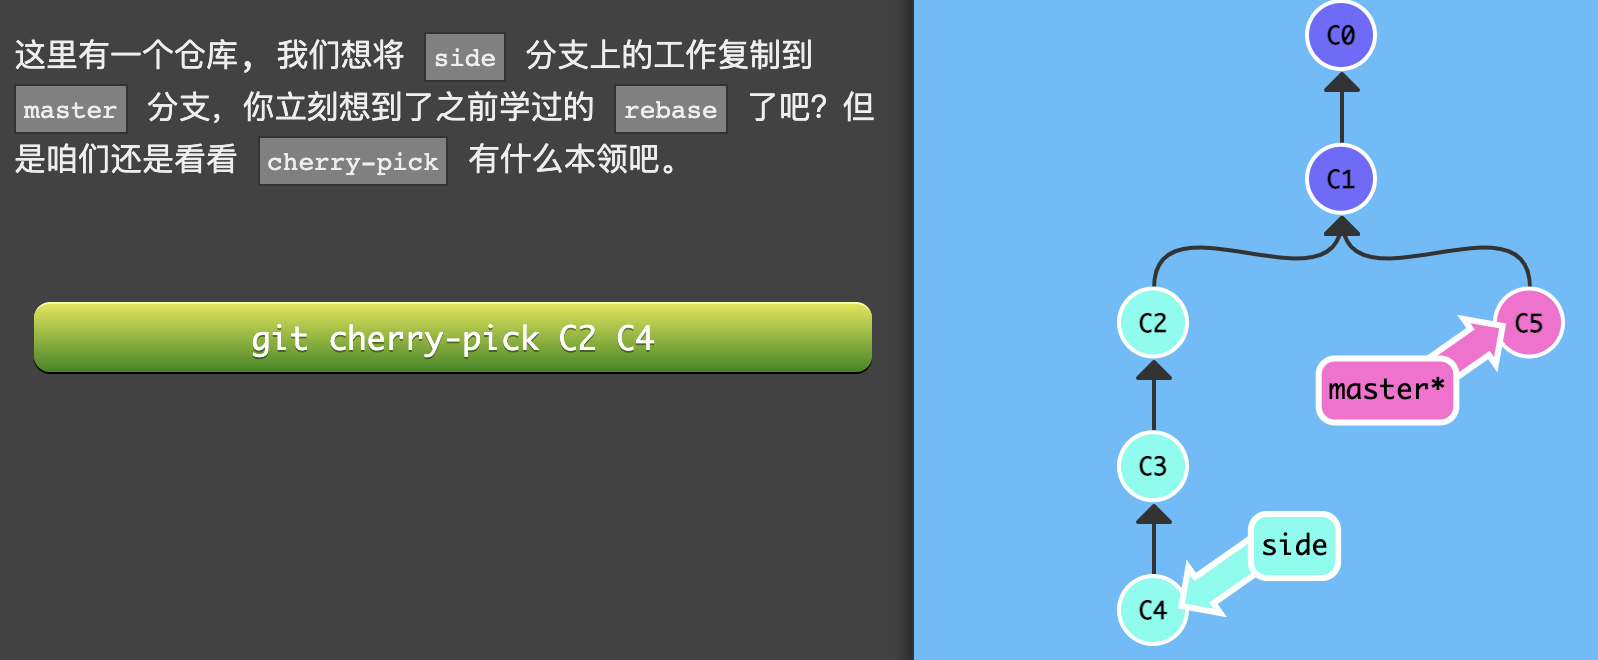 这里有一个仓库, 我们想将 side 分支上的工作复制到
master 分支，你立刻想到了之前学过的 rebase 了吧？但
是咱们还是看看 cherry-pick 有什么本领吧。
git cherry-pick C2 C4
C0
C1
C2
C5
master*
C3
side
C4